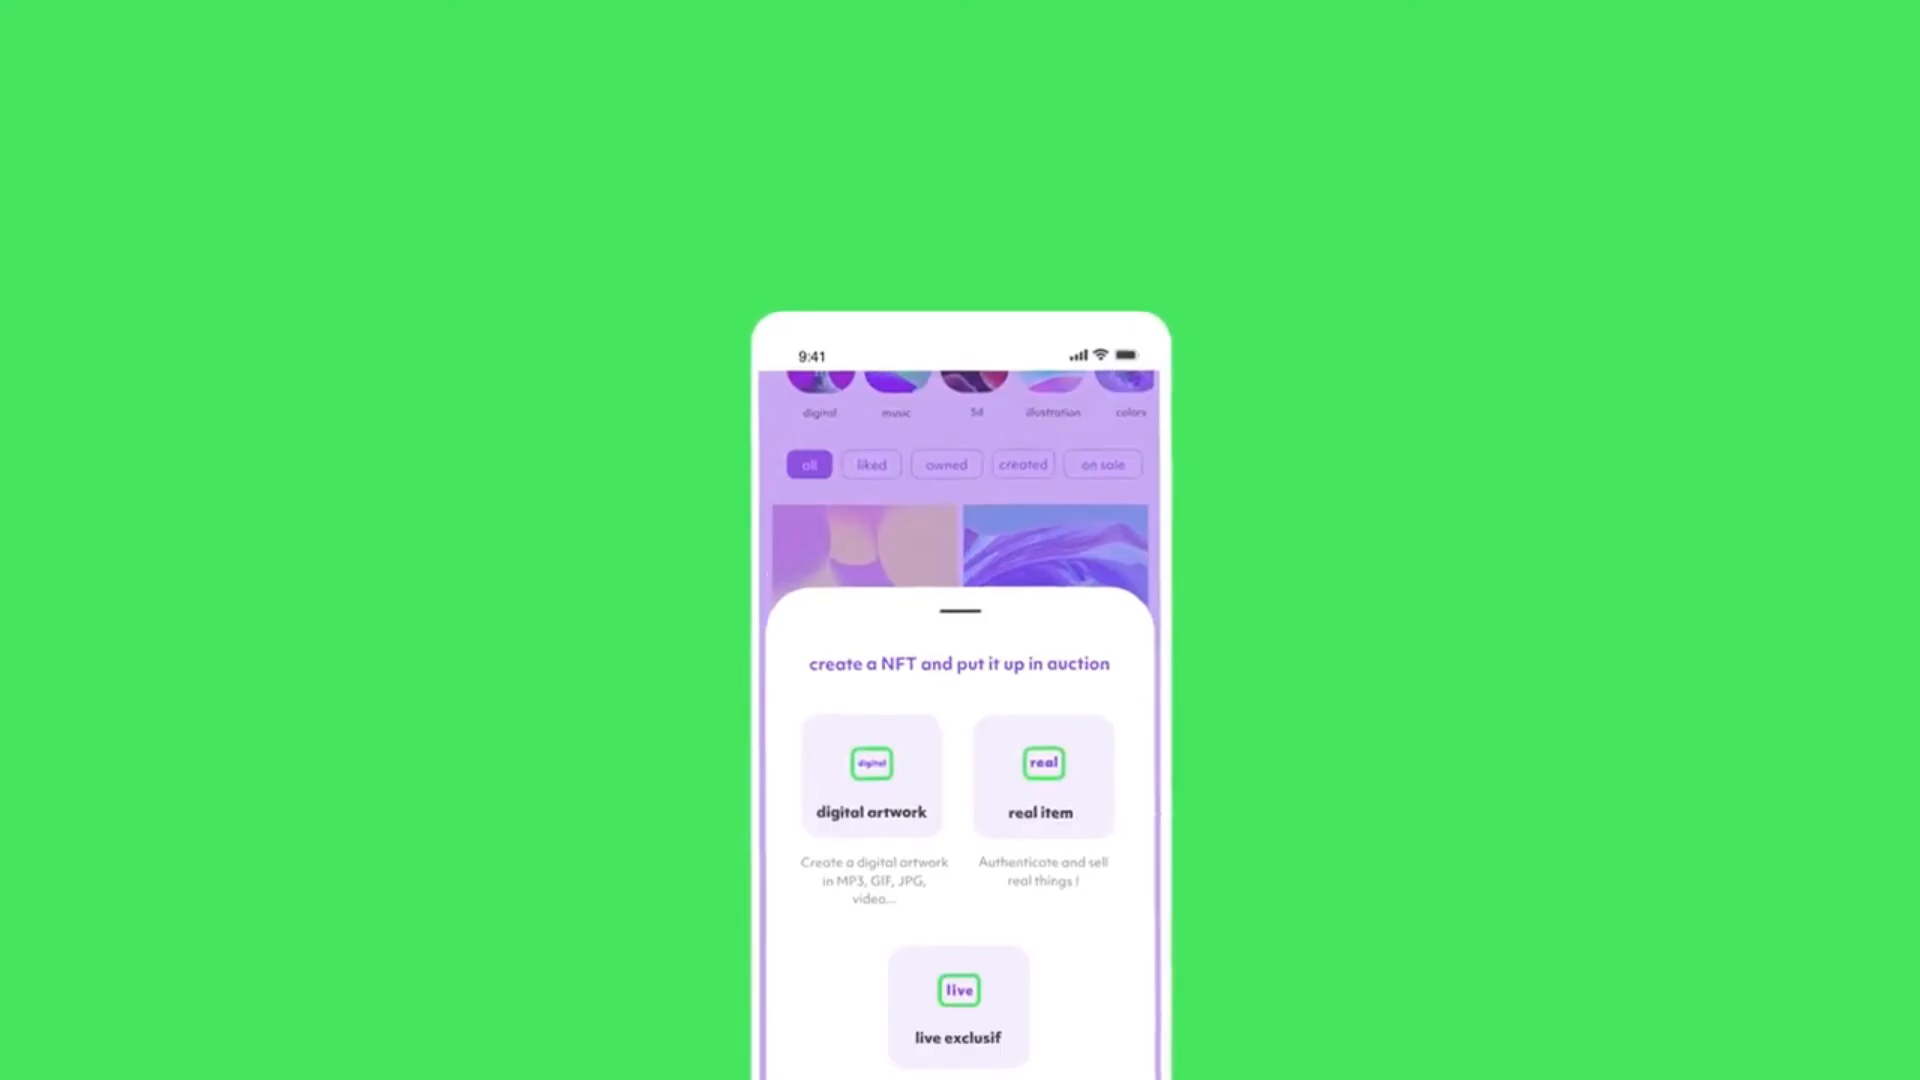 9:41
digital music 3d illustration colors
all liked owned created on sale
create a NFT and put it up in auction
digital real
digital artwork real item
Create a digital artwork Authenticate and sell
in MP3, GIF, JPG, real things !
video...
live
live exclusif